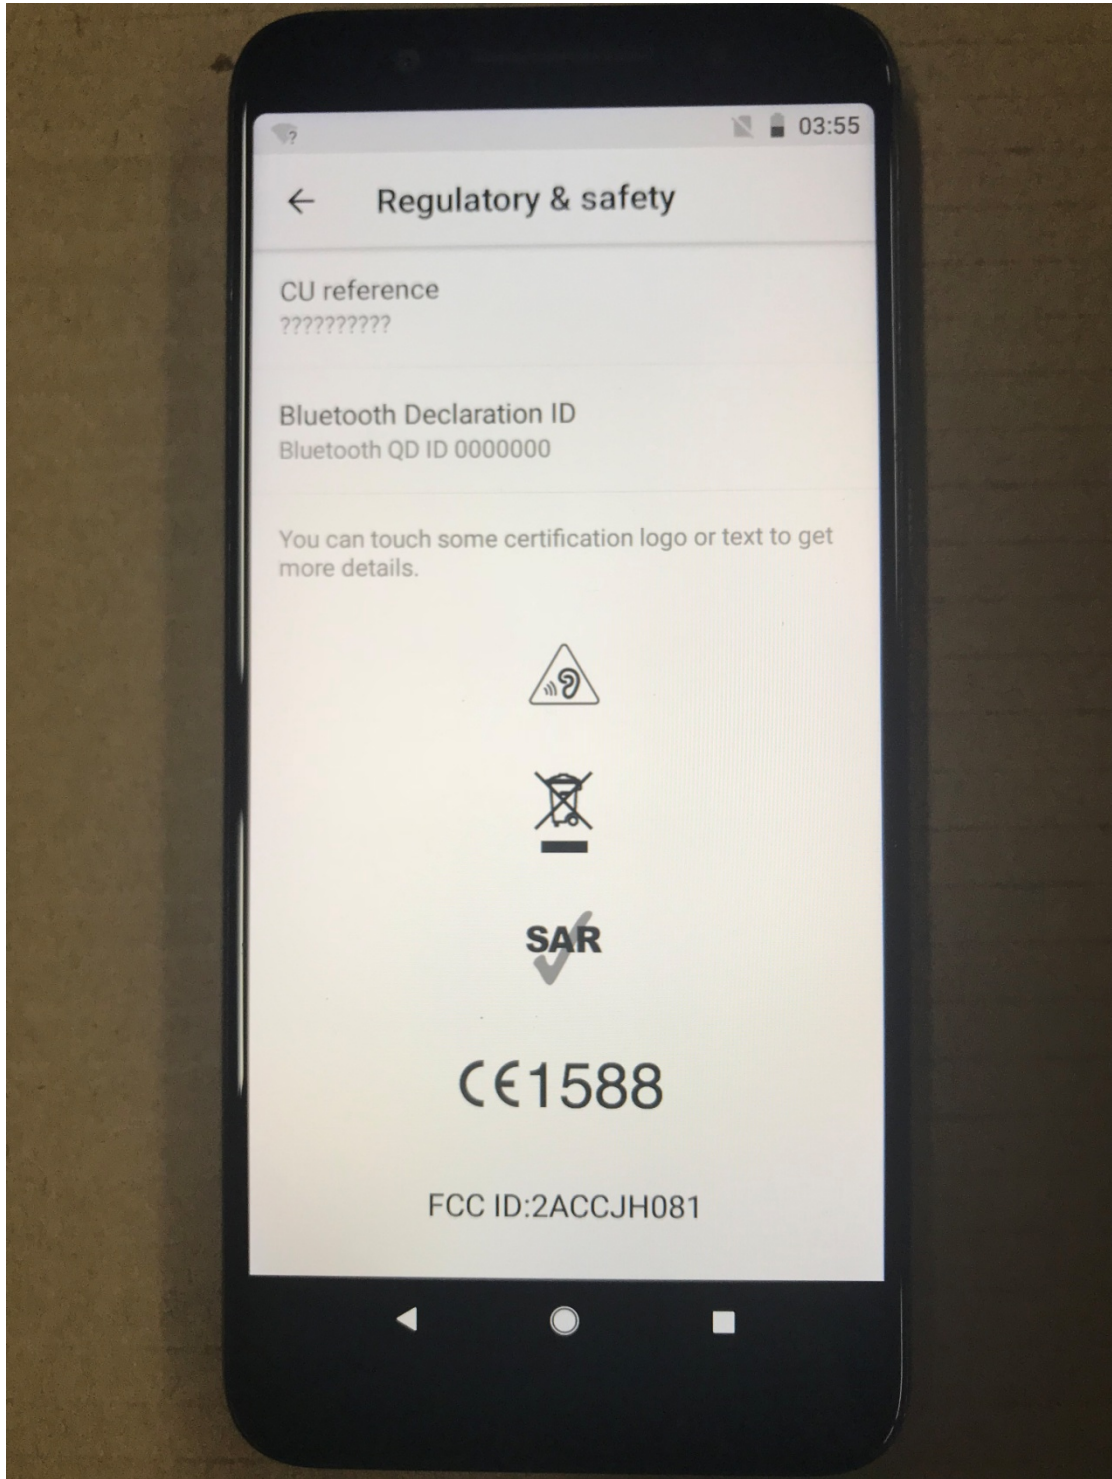 03:55
Regulatory & safety
CU reference
??????????
Bluetooth Declaration ID
Bluetooth QD ID 0000000
You can touch some certification logo or text to get
more details.
SAR
CE1588
FCC ID:2ACCJH081